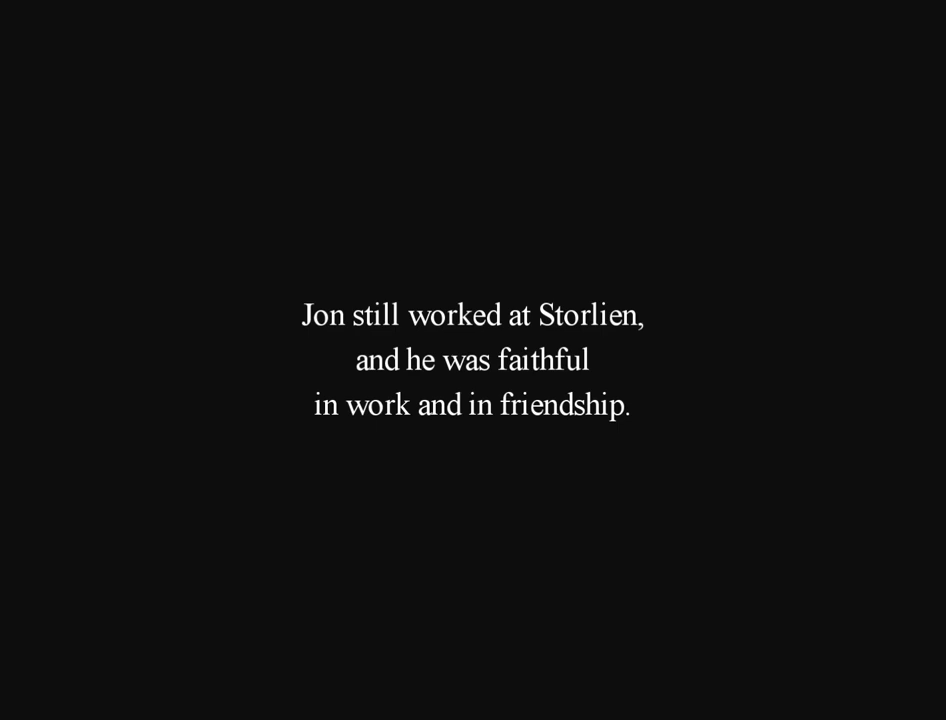 Jon still worked at Storlien,
and he was faithful
in work and in friendship.